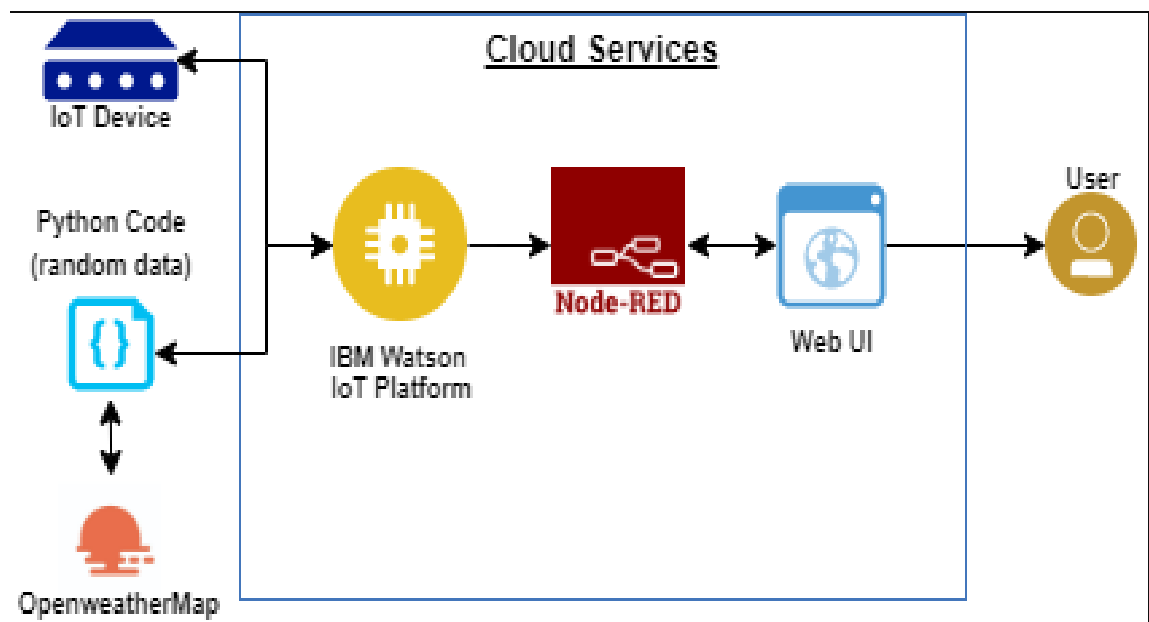 Cloud Services
IoT Device
Python Code
(random data)
OpenweatherMap
IBM Watson
IoT Platform
Node-RED
Web UI
User